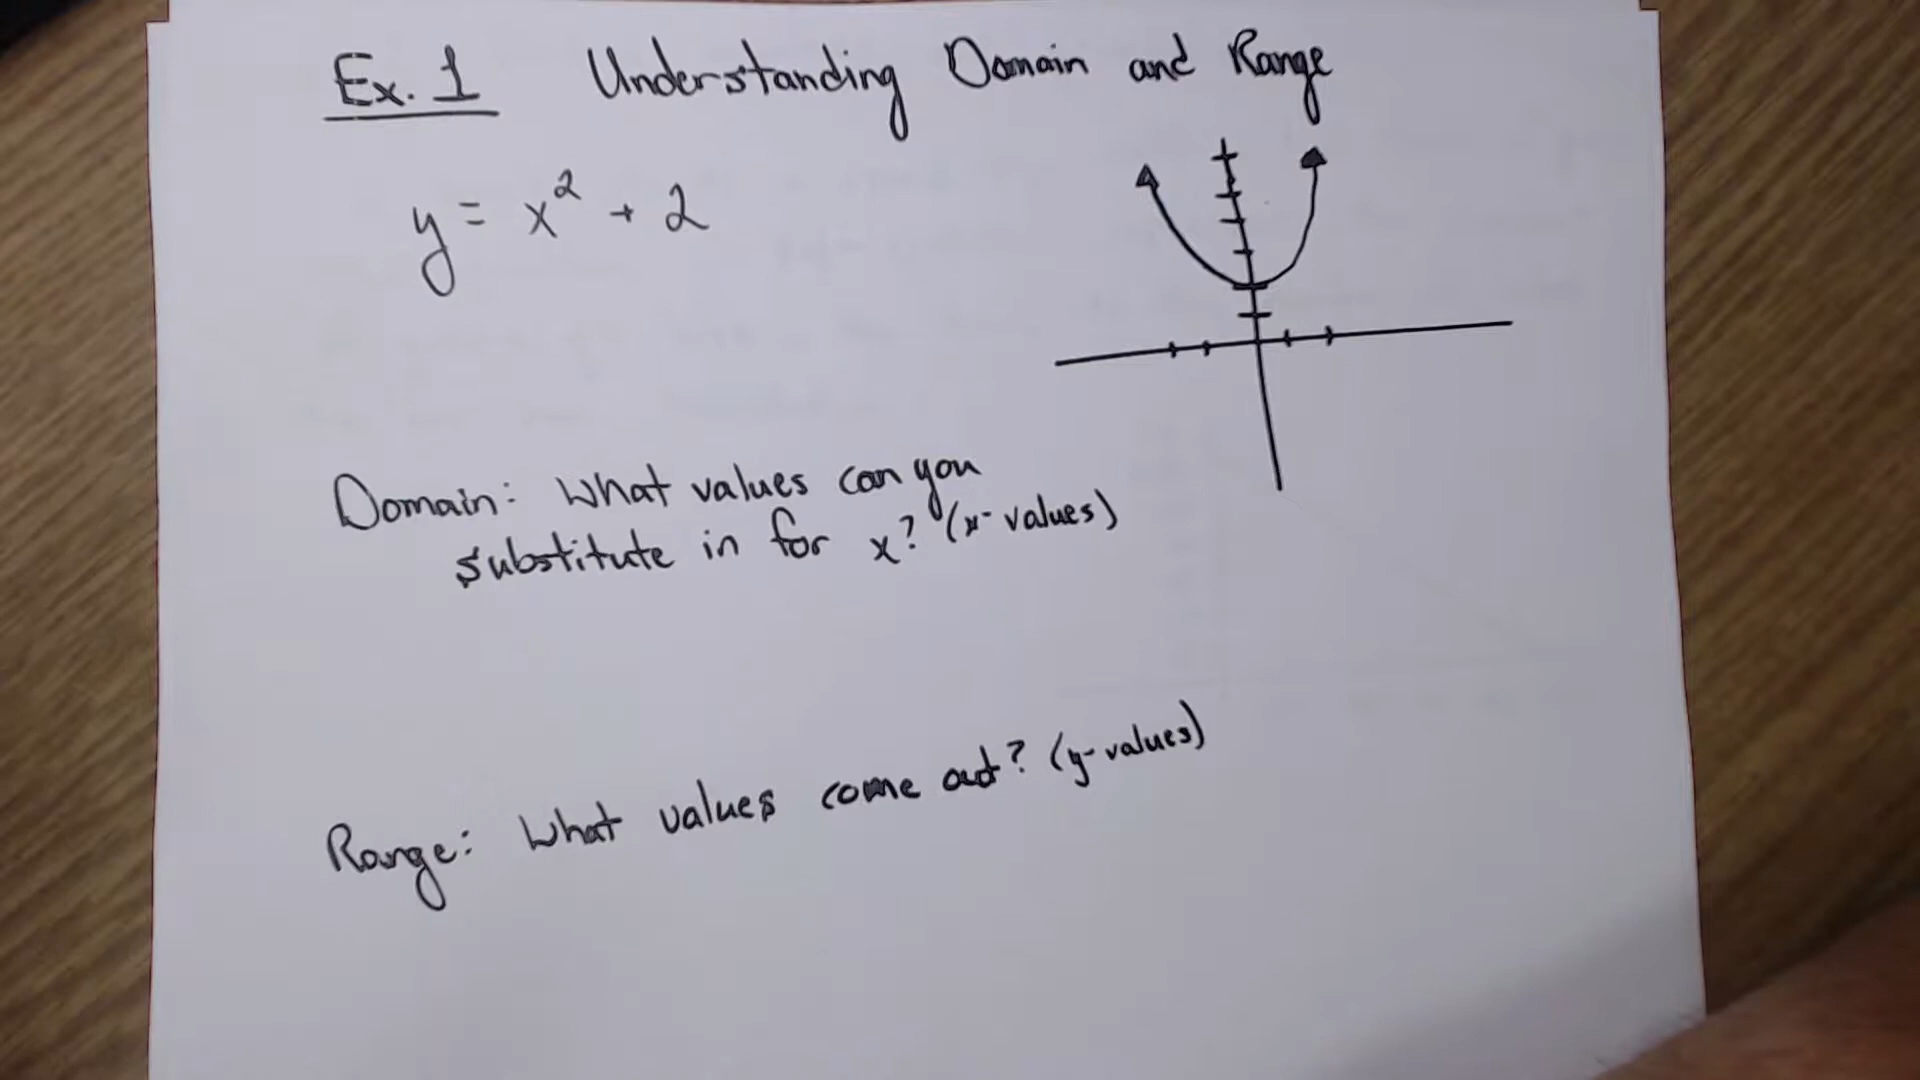 Ex. 1 Understanding Domain and Range
y = x² + 2
Domain: What values can you
substitute in for x? (x-values)
Range: What values come out? (y-values)